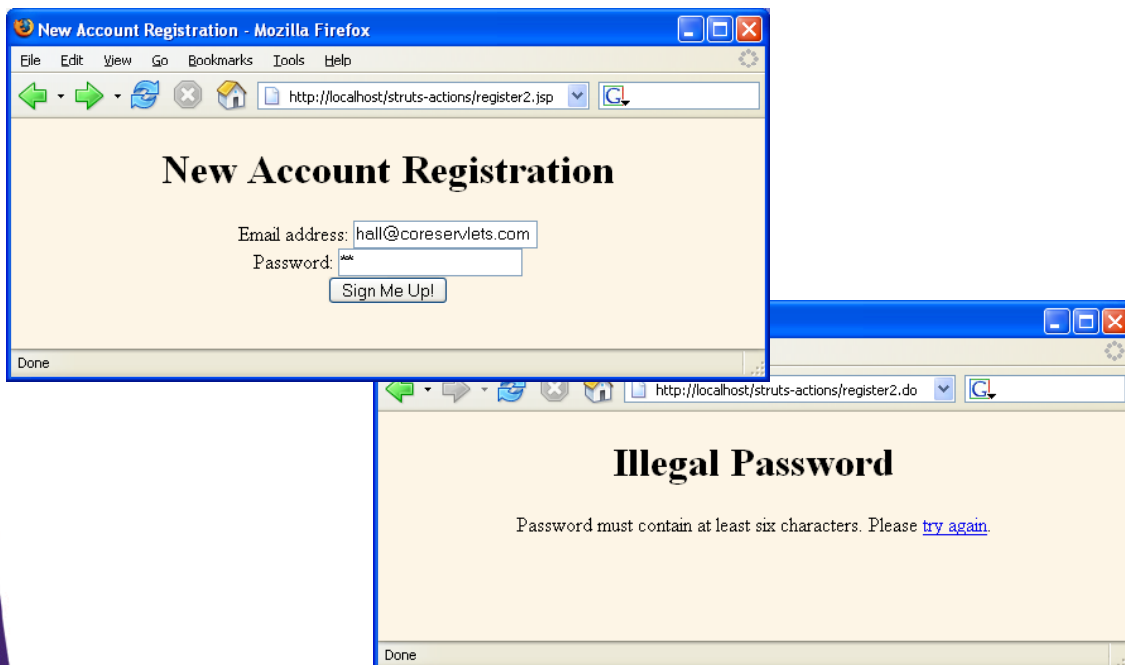 New Account Registration - Mozilla Firefox
File Edit View Go Bookmarks Tools Help
http://localhost/struts-actions/register2.jsp G
New Account Registration
Email address: hall@coreservlets.com
Password: **
Sign Me Up!
Done
http://localhost/struts-actions/register2.do G
Illegal Password
Password must contain at least six characters. Please try again.
Done